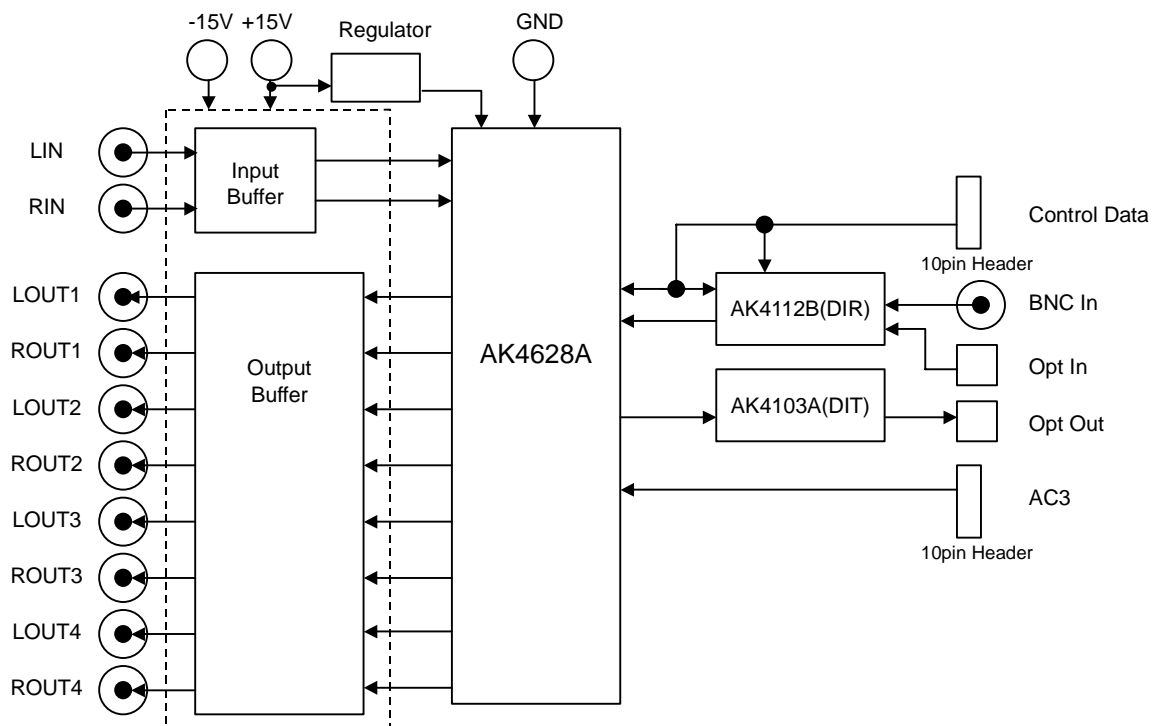 -15V +15V
Regulator
GND
LIN
RIN
Input
Buffer
Control Data
10pin Header
LOUT1
ROUT1
LOUT2
ROUT2
LOUT3
ROUT3
LOUT4
ROUT4
Output
Buffer
AK4628A
AK4112B(DIR)
BNC In
Opt In
AK4103A(DIT)
Opt Out
AC3
10pin Header